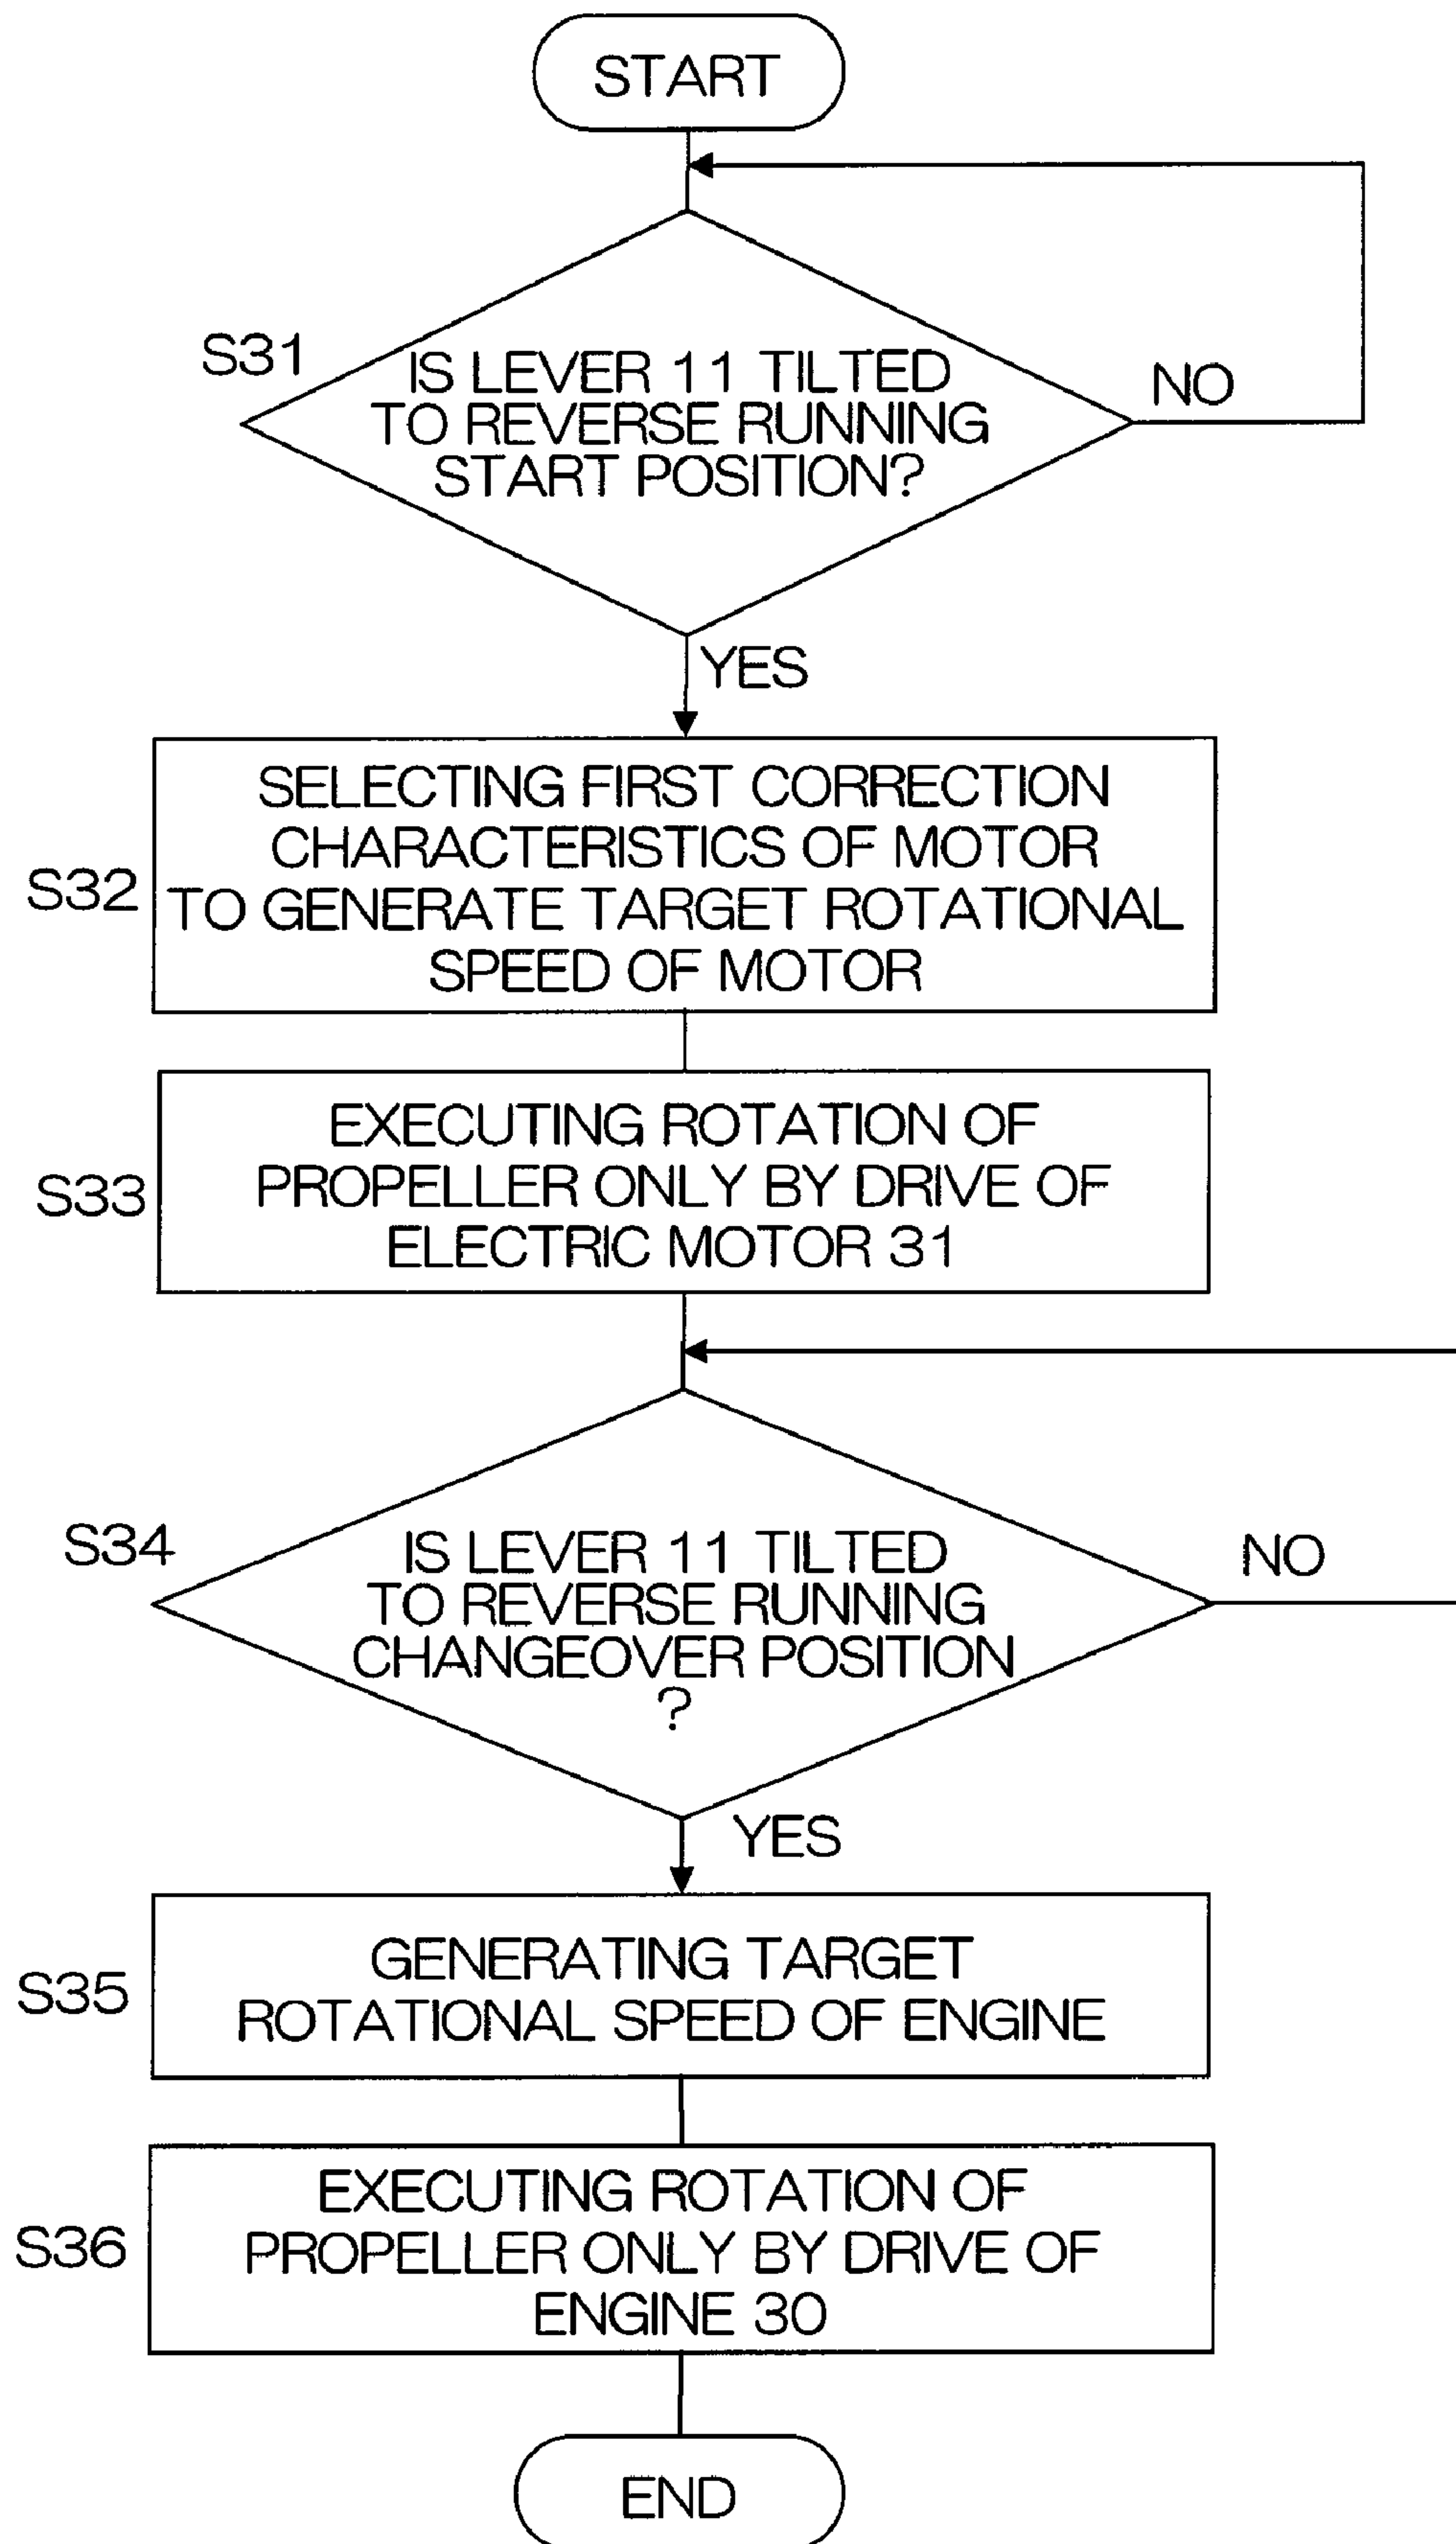 START
S31
IS LEVER 11 TILTED
TO REVERSE RUNNING
START POSITION?
NO
YES
S32
SELECTING FIRST CORRECTION
CHARACTERISTICS OF MOTOR
TO GENERATE TARGET ROTATIONAL
SPEED OF MOTOR
S33
EXECUTING ROTATION OF
PROPELLER ONLY BY DRIVE OF
ELECTRIC MOTOR 31
S34
IS LEVER 11 TILTED
TO REVERSE RUNNING
CHANGEOVER POSITION
?
NO
YES
S35
GENERATING TARGET
ROTATIONAL SPEED OF ENGINE
S36
EXECUTING ROTATION OF
PROPELLER ONLY BY DRIVE OF
ENGINE 30
END